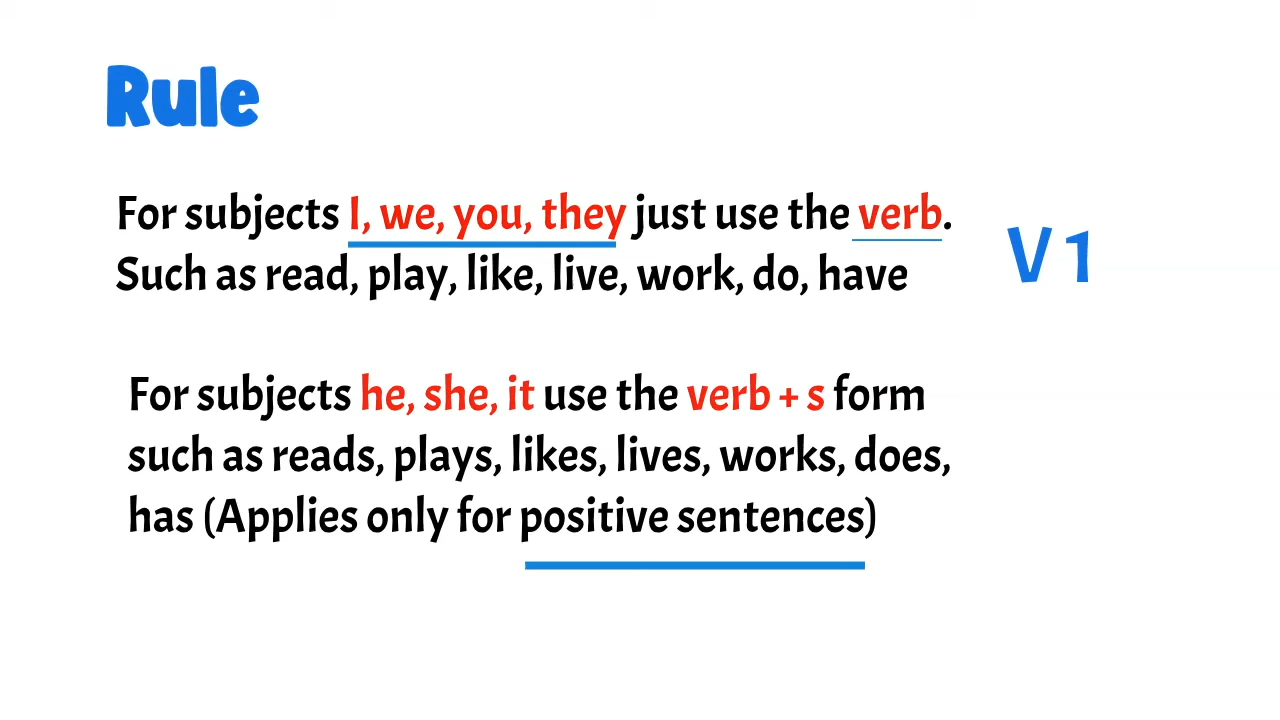 Rule
For subjects I, we, you, they just use the verb.
Such as read, play, like, live, work, do, have
V 1
For subjects he, she, it use the verb + s form
such as reads, plays, likes, lives, works, does,
has (Applies only for positive sentences)